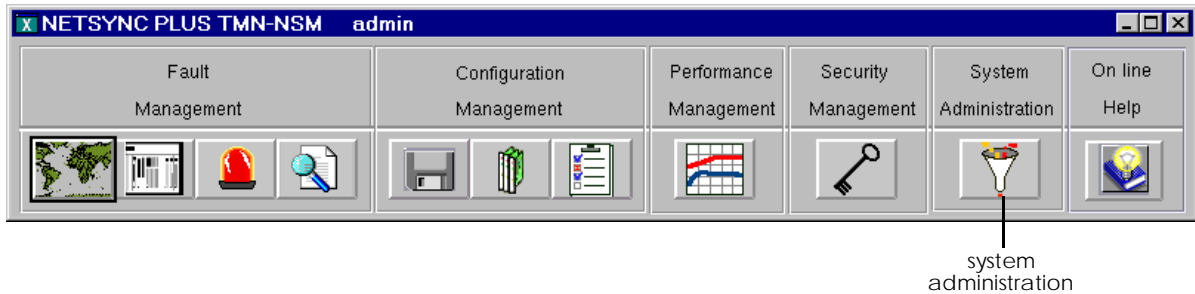 NETSYNC PLUS TMN-NSM admin
Fault
Management
Configuration
Management
Performance
Management
Security
Management
System
Administration
On line
Help
system
administration